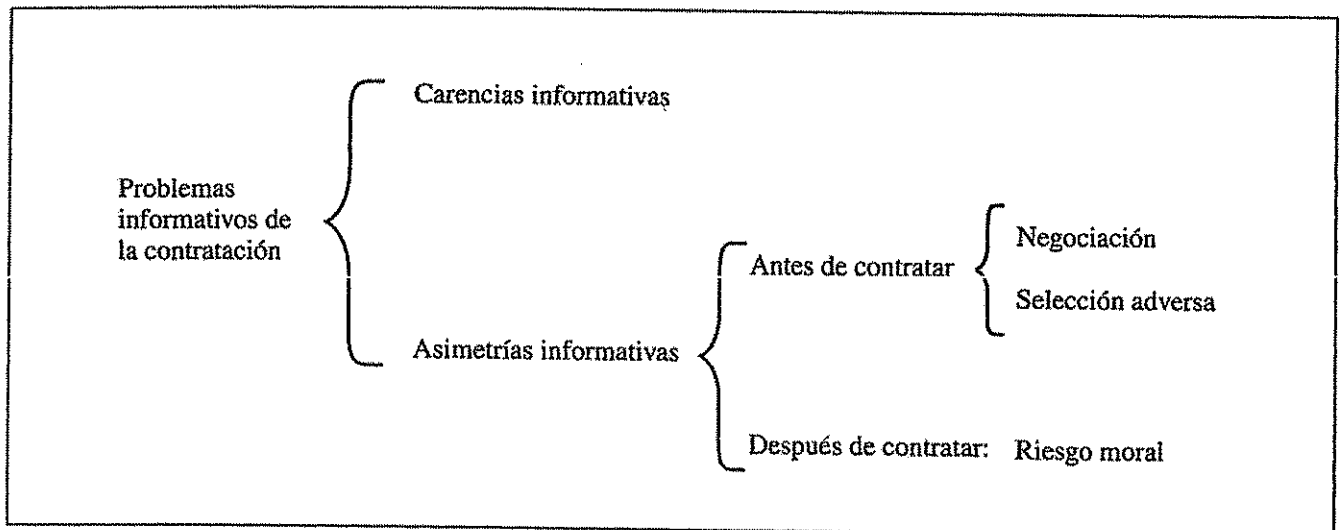 Carencias informativas
Problemas
informativos de
la contratación
Asimetrías informativas
Antes de contratar
Negociación
Selección adversa
Después de contratar: Riesgo moral